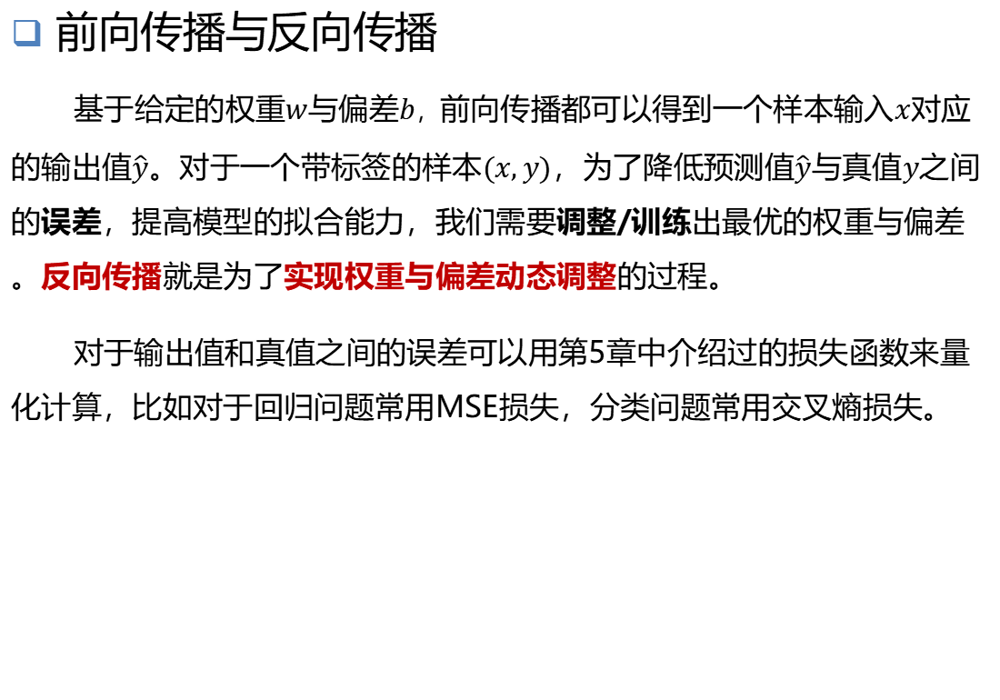 前向传播与反向传播
基于给定的权重w与偏差b，前向传播都可以得到一个样本输入x对应
的输出值ŷ。对于一个带标签的样本(x, y)，为了降低预测值ŷ与真值y之间
的误差，提高模型的拟合能力，我们需要调整/训练出最优的权重与偏差
。反向传播就是为了实现权重与偏差动态调整的过程。
对于输出值和真值之间的误差可以用第5章中介绍过的损失函数来量
化计算，比如对于回归问题常用MSE损失，分类问题常用交叉熵损失。